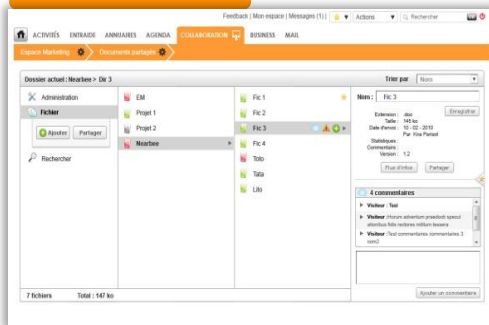 Feedback | Mon espace | Messages (1) | Actions Rechercher
ACTIVITÉS ENTRAIDE ANNUAIRES AGENDA COLLABORATION BUSINESS MAIL
Espace Marketing Documents partagés
Dossier actuel : Nearbee > Dir 3 Trier par Nom
Administration
Fichier
Ajouter Partager
Rechercher
EM
Projet 1
Projet 2
Nearbee
Fic 1
Fic 2
Fic 3
Fic 4
Toto
Tata
Lilo
Nom : Fic 3
Enregistrer
Extension : .doc
Taille : 145 ko
Date d'envoi : 10 - 02 - 2010
Par
Statistiques :
Commentaire :
Version : 1.2
Flux d'infos Partager
4 commentaires
Visiteur : Test
Visiteur :
Visiteur : commentaires commentaires 3
com2
Ajouter un commentaire
7 fichiers Total : 147 ko